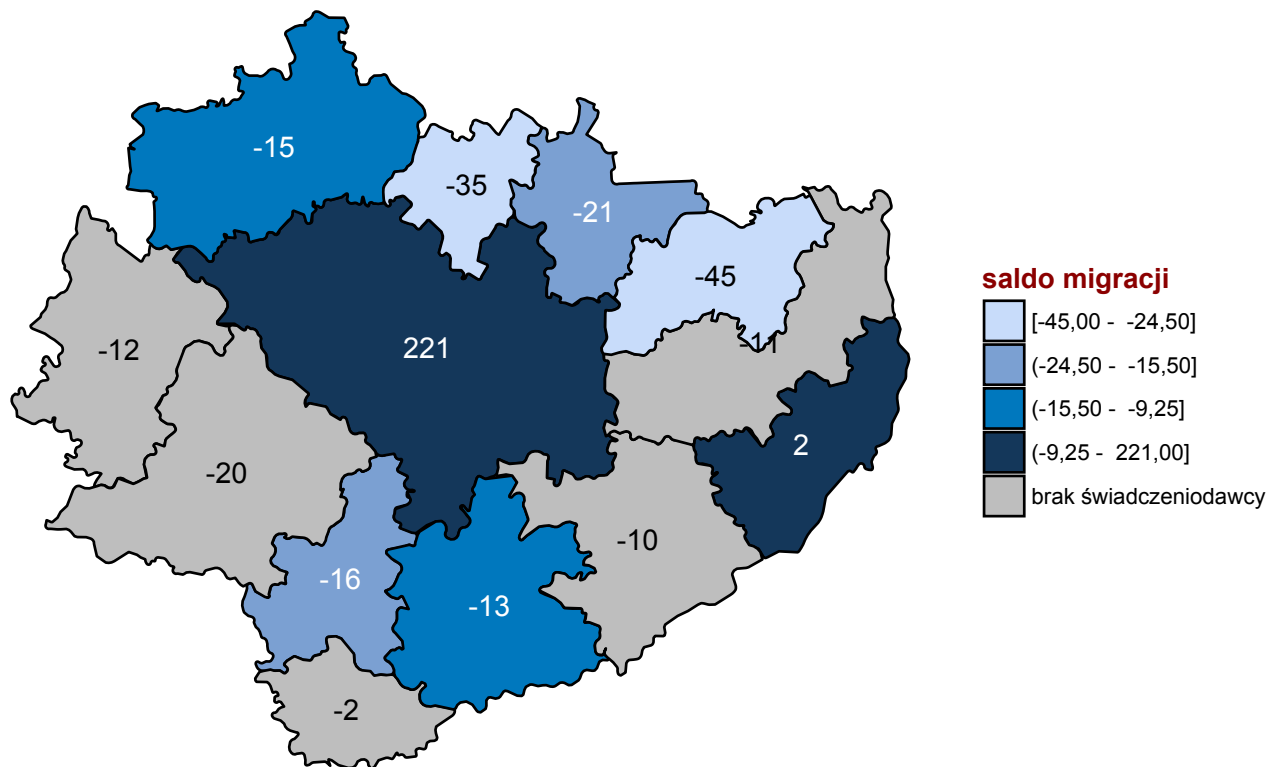 -15
-35
-21
-45
-11
-12
221
2
-20
-10
-16
-13
-2
saldo migracji
[-45,00 - -24,50]
(-24,50 - -15,50]
(-15,50 - -9,25]
(-9,25 - 221,00]
brak świadczeniodawcy